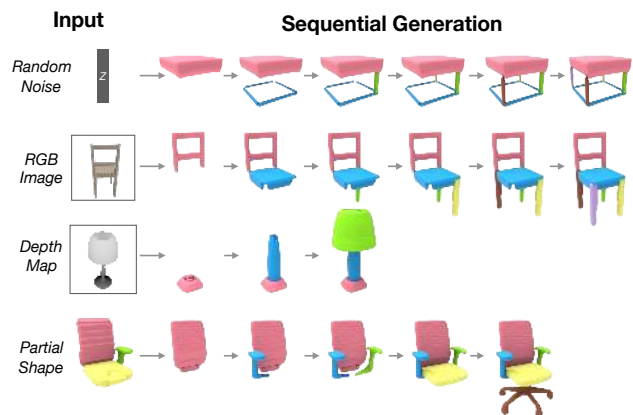 Input
Sequential Generation
Random
Noise
z
RGB
Image
Depth
Map
Partial
Shape